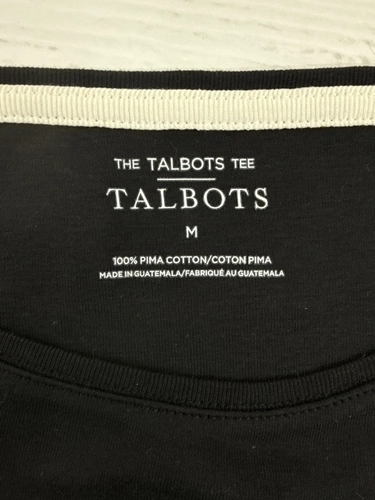 THE TALBOTS TEE
TALBOTS
M
100% PIMA COTTON/COTON PIMA
MADE IN GUATEMALA/FABRIQUÉ AU GUATEMALA